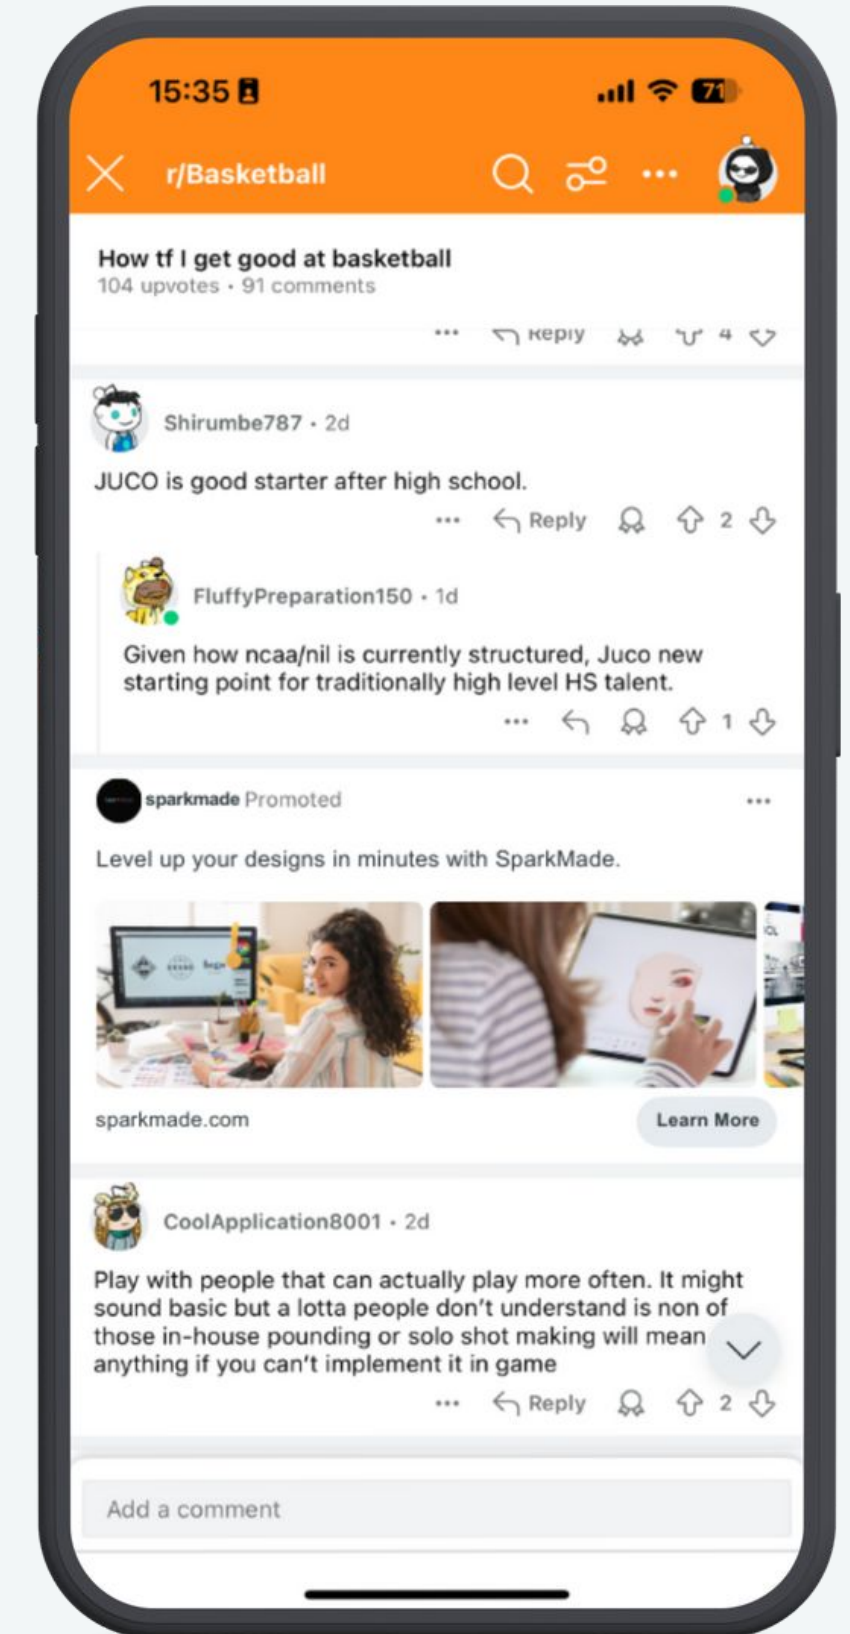 15:35
71
r/Basketball
How tf I get good at basketball
104 upvotes • 91 comments
Reply 4
Shirumbe787 • 2d
JUCO is good starter after high school.
Reply 2
FluffyPreparation150 • 1d
Given how ncaa/nil is currently structured, Juco new
starting point for traditionally high level HS talent.
1
sparkmade Promoted
Level up your designs in minutes with SparkMade.
sparkmade.com
Learn More
CoolApplication8001 • 2d
Play with people that can actually play more often. It might
sound basic but a lotta people don't understand is non of
those in-house pounding or solo shot making will mean
anything if you can't implement it in game
Reply 2
Add a comment